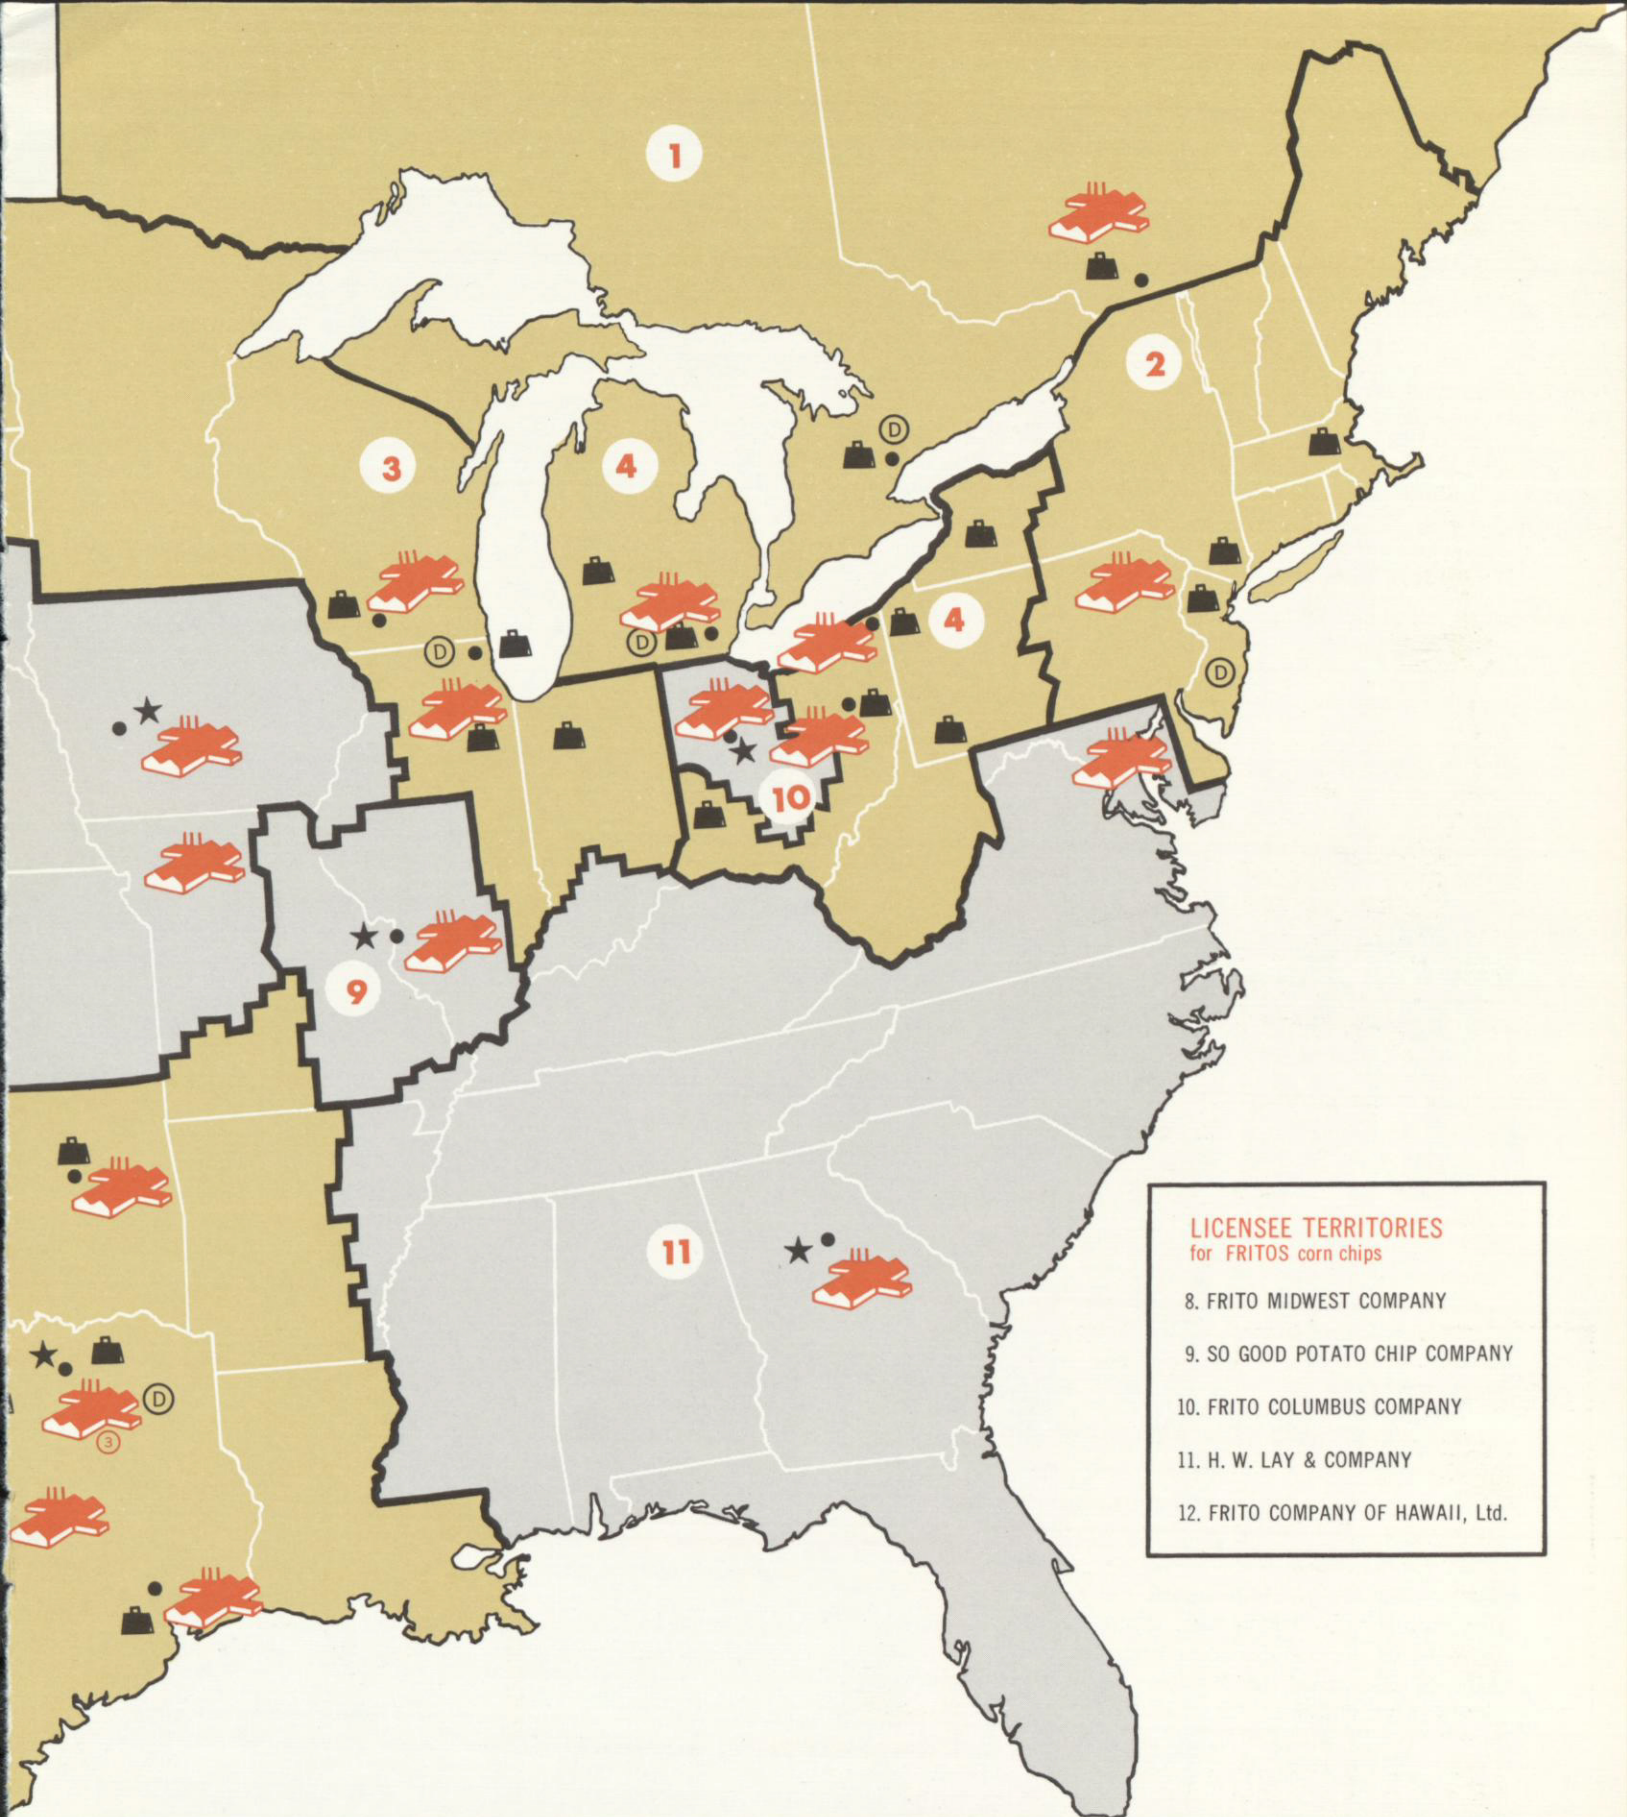 1
2
3
4
D
D
D
4
D
10
9
11
D
3
LICENSEE TERRITORIES
for FRITOS corn chips
8. FRITO MIDWEST COMPANY
9. SO GOOD POTATO CHIP COMPANY
10. FRITO COLUMBUS COMPANY
11. H. W. LAY & COMPANY
12. FRITO COMPANY OF HAWAII, Ltd.